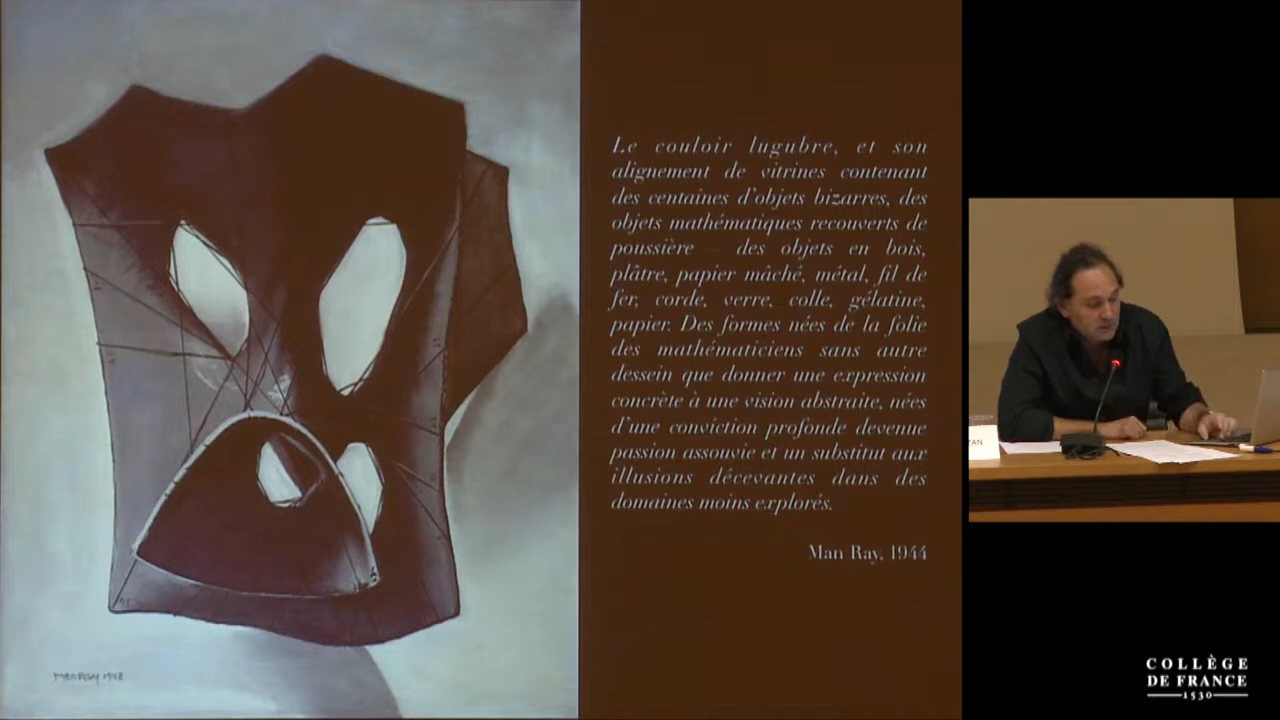 Le couloir lugubre, et son
alignement de vitrines contenant
des centaines d'objets bizarres, des
objets mathématiques recouverts de
poussière – des objets en bois,
plâtre, papier mâché, métal, fil de
fer, corde, verre, colle, gélatine,
papier. Des formes nées de la folie
des mathématiciens sans autre
dessein que donner une expression
concrète à une vision abstraite, nées
d'une conviction profonde devenue
passion assouvie et un substitut aux
illusions décevantes dans des
domaines moins explorés.
Man Ray, 1944
Man Ray 1948
TAN
COLLÈGE
DE FRANCE
1530